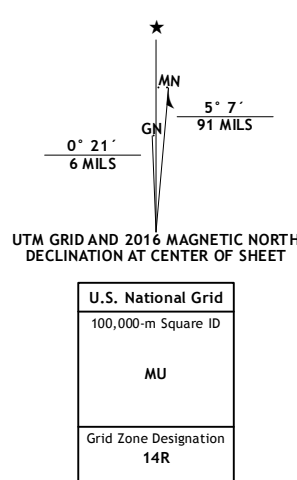 ★
MN
5° 7´
91 MILS
GN
0° 21´
6 MILS
UTM GRID AND 2016 MAGNETIC NORTH
DECLINATION AT CENTER OF SHEET
U.S. National Grid
100,000-m Square ID
MU
Grid Zone Designation
14R